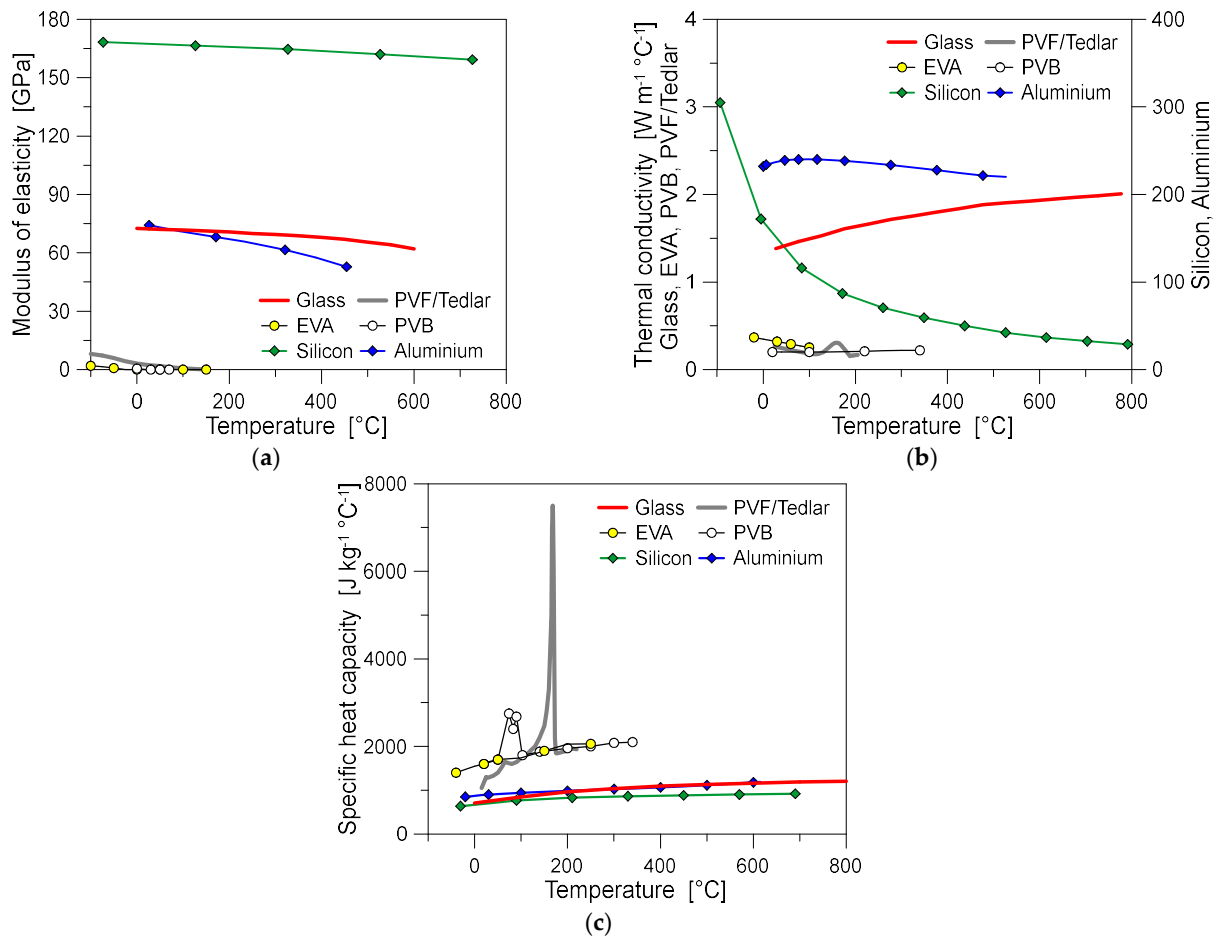 Modulus of elasticity [GPa]
180
150
120
90
60
30
0
Glass PVF/Tedlar
EVA PVB
Silicon Aluminium
0 200 400 600 800
Temperature [°C]
(a)
Thermal conductivity [W m-1 °C-1]
Glass, EVA, PVB, PVF/Tedlar
4
3
2
1
0
Glass PVF/Tedlar
EVA PVB
Silicon Aluminium
400
300
200
100
0
Silicon, Aluminium
0 200 400 600 800
Temperature [°C]
(b)
Specific heat capacity [J kg-1 °C-1]
8000
6000
4000
2000
0
Glass PVF/Tedlar
EVA PVB
Silicon Aluminium
0 200 400 600 800
Temperature [°C]
(c)